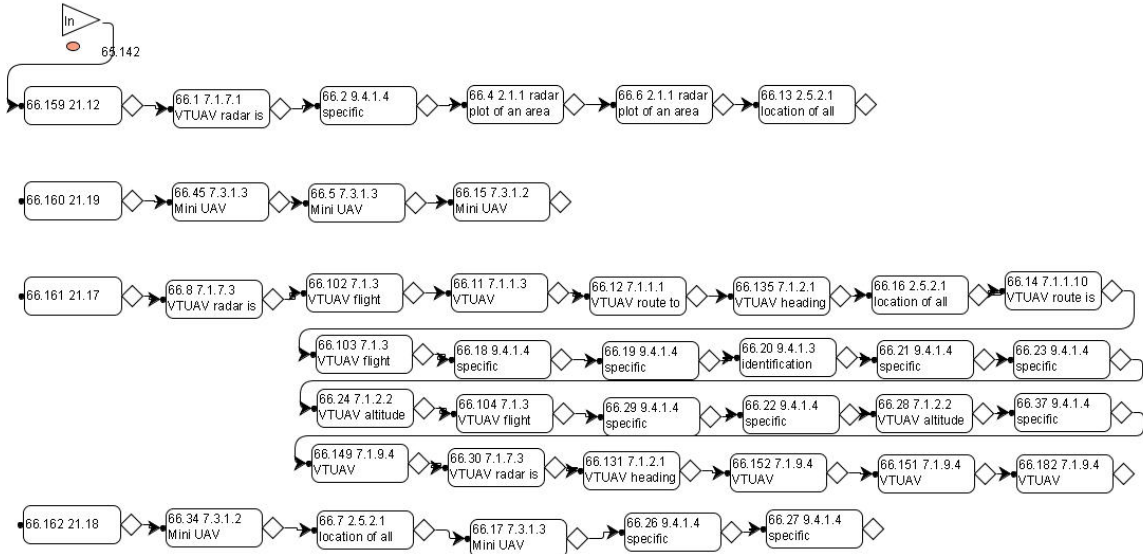 In
65.142
66.159 21.12
66.1 7.1.7.1
VTUAV radar is
66.2 9.4.1.4
specific
66.4 2.1.1 radar
plot of an area
66.6 2.1.1 radar
plot of an area
66.13 2.5.2.1
location of all
66.160 21.19
66.45 7.3.1.3
Mini UAV
66.5 7.3.1.3
Mini UAV
66.15 7.3.1.2
Mini UAV
66.161 21.17
66.8 7.1.7.3
VTUAV radar is
66.102 7.1.3
VTUAV flight
66.11 7.1.1.3
VTUAV
66.12 7.1.1.1
VTUAV route to
66.135 7.1.2.1
VTUAV heading
66.16 2.5.2.1
location of all
66.14 7.1.1.10
VTUAV route is
66.103 7.1.3
VTUAV flight
66.18 9.4.1.4
specific
66.19 9.4.1.4
specific
66.20 9.4.1.3
identification
66.21 9.4.1.4
specific
66.23 9.4.1.4
specific
66.24 7.1.2.2
VTUAV altitude
66.104 7.1.3
VTUAV flight
66.29 9.4.1.4
specific
66.22 9.4.1.4
specific
66.28 7.1.2.2
VTUAV altitude
66.37 9.4.1.4
specific
66.149 7.1.9.4
VTUAV
66.30 7.1.7.3
VTUAV radar is
66.131 7.1.2.1
VTUAV heading
66.152 7.1.9.4
VTUAV
66.151 7.1.9.4
VTUAV
66.182 7.1.9.4
VTUAV
66.162 21.18
66.34 7.3.1.2
Mini UAV
66.7 2.5.2.1
location of all
66.17 7.3.1.3
Mini UAV
66.26 9.4.1.4
specific
66.27 9.4.1.4
specific